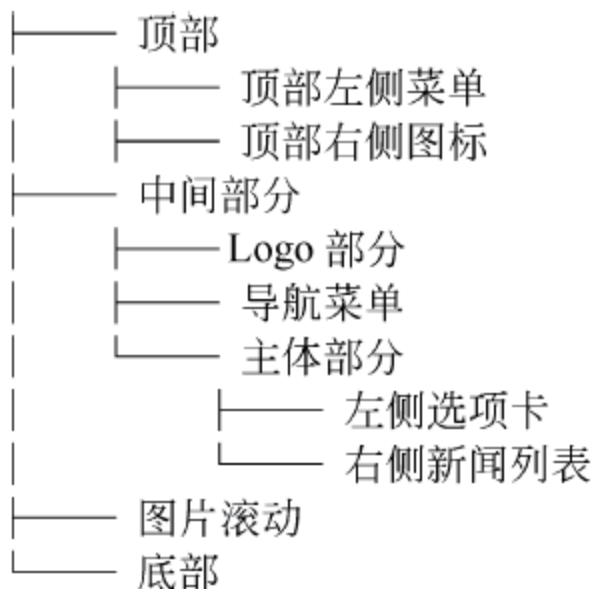 顶部
顶部左侧菜单
顶部右侧图标
中间部分
Logo 部分
导航菜单
主体部分
左侧选项卡
右侧新闻列表
图片滚动
底部